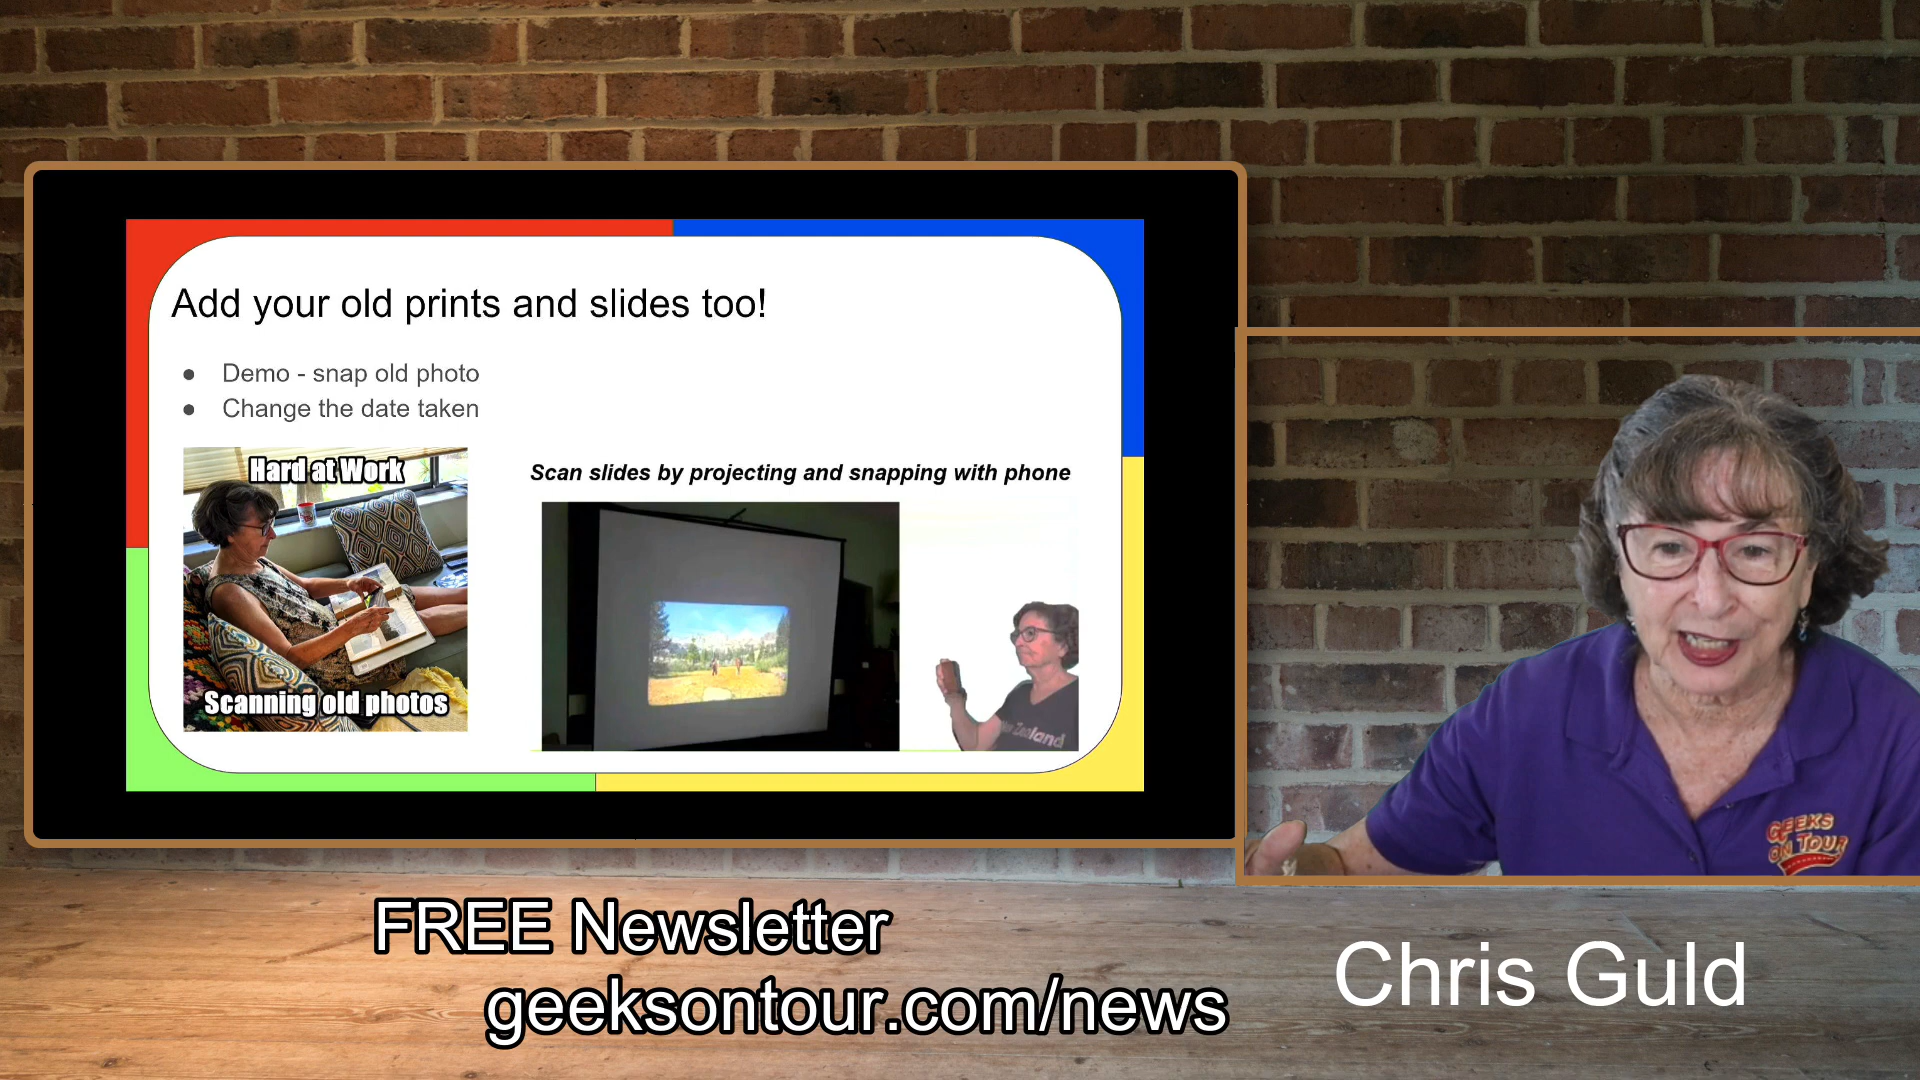 Add your old prints and slides too!
● Demo - snap old photo
● Change the date taken
Hard at Work
Scanning old photos
Scan slides by projecting and snapping with phone
Zealand
GEEKS
ON TOUR
FREE Newsletter
geeksontour.com/news
Chris Guld